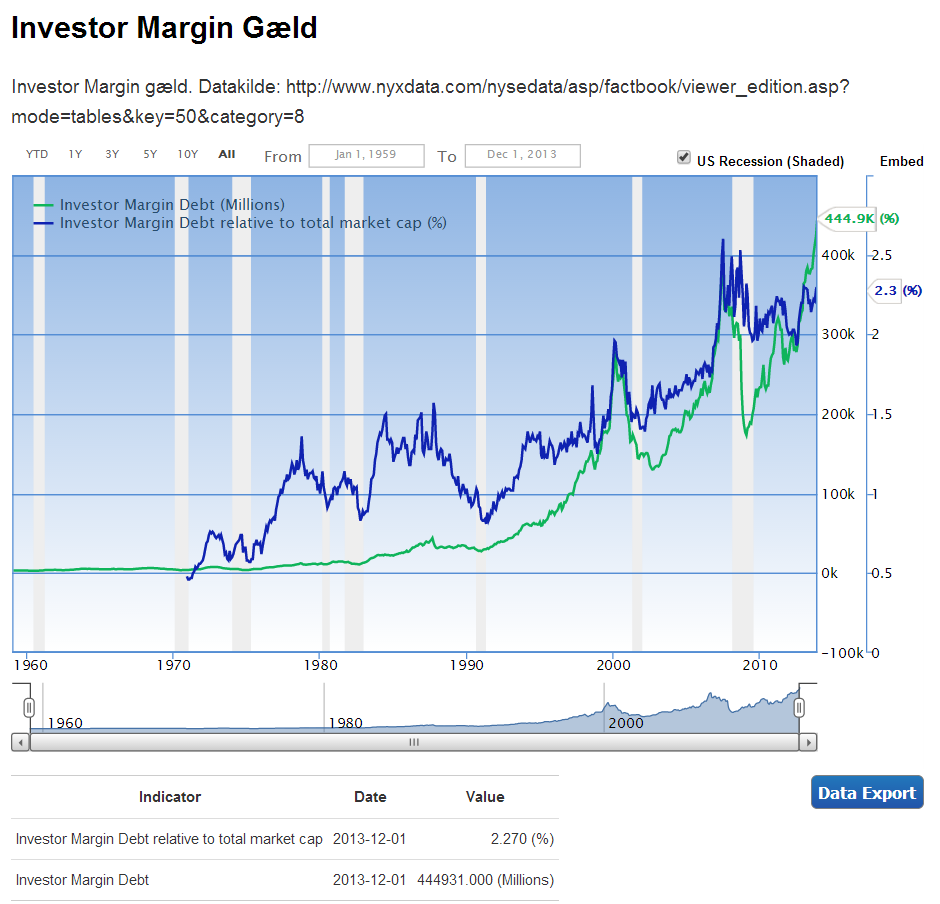 Investor Margin Gæld
Investor Margin gæld. Datakilde: http://www.nyxdata.com/nysedata/asp/factbook/viewer_edition.asp?
mode=tables&key=50&category=8
YTD 1Y 3Y 5Y 10Y All From Jan 1, 1959 To Dec 1, 2013 US Recession (Shaded) Embed
Investor Margin Debt (Millions)
Investor Margin Debt relative to total market cap (%)
444.9K (%)
400k 2.5
2.3 (%)
300k 2
200k 1.5
100k 1
0k 0.5
-100k 0
1960 1970 1980 1990 2000 2010
1960 1980 2000
Data Export
Indicator Date Value
Investor Margin Debt relative to total market cap 2013-12-01 2.270 (%)
Investor Margin Debt 2013-12-01 444931.000 (Millions)